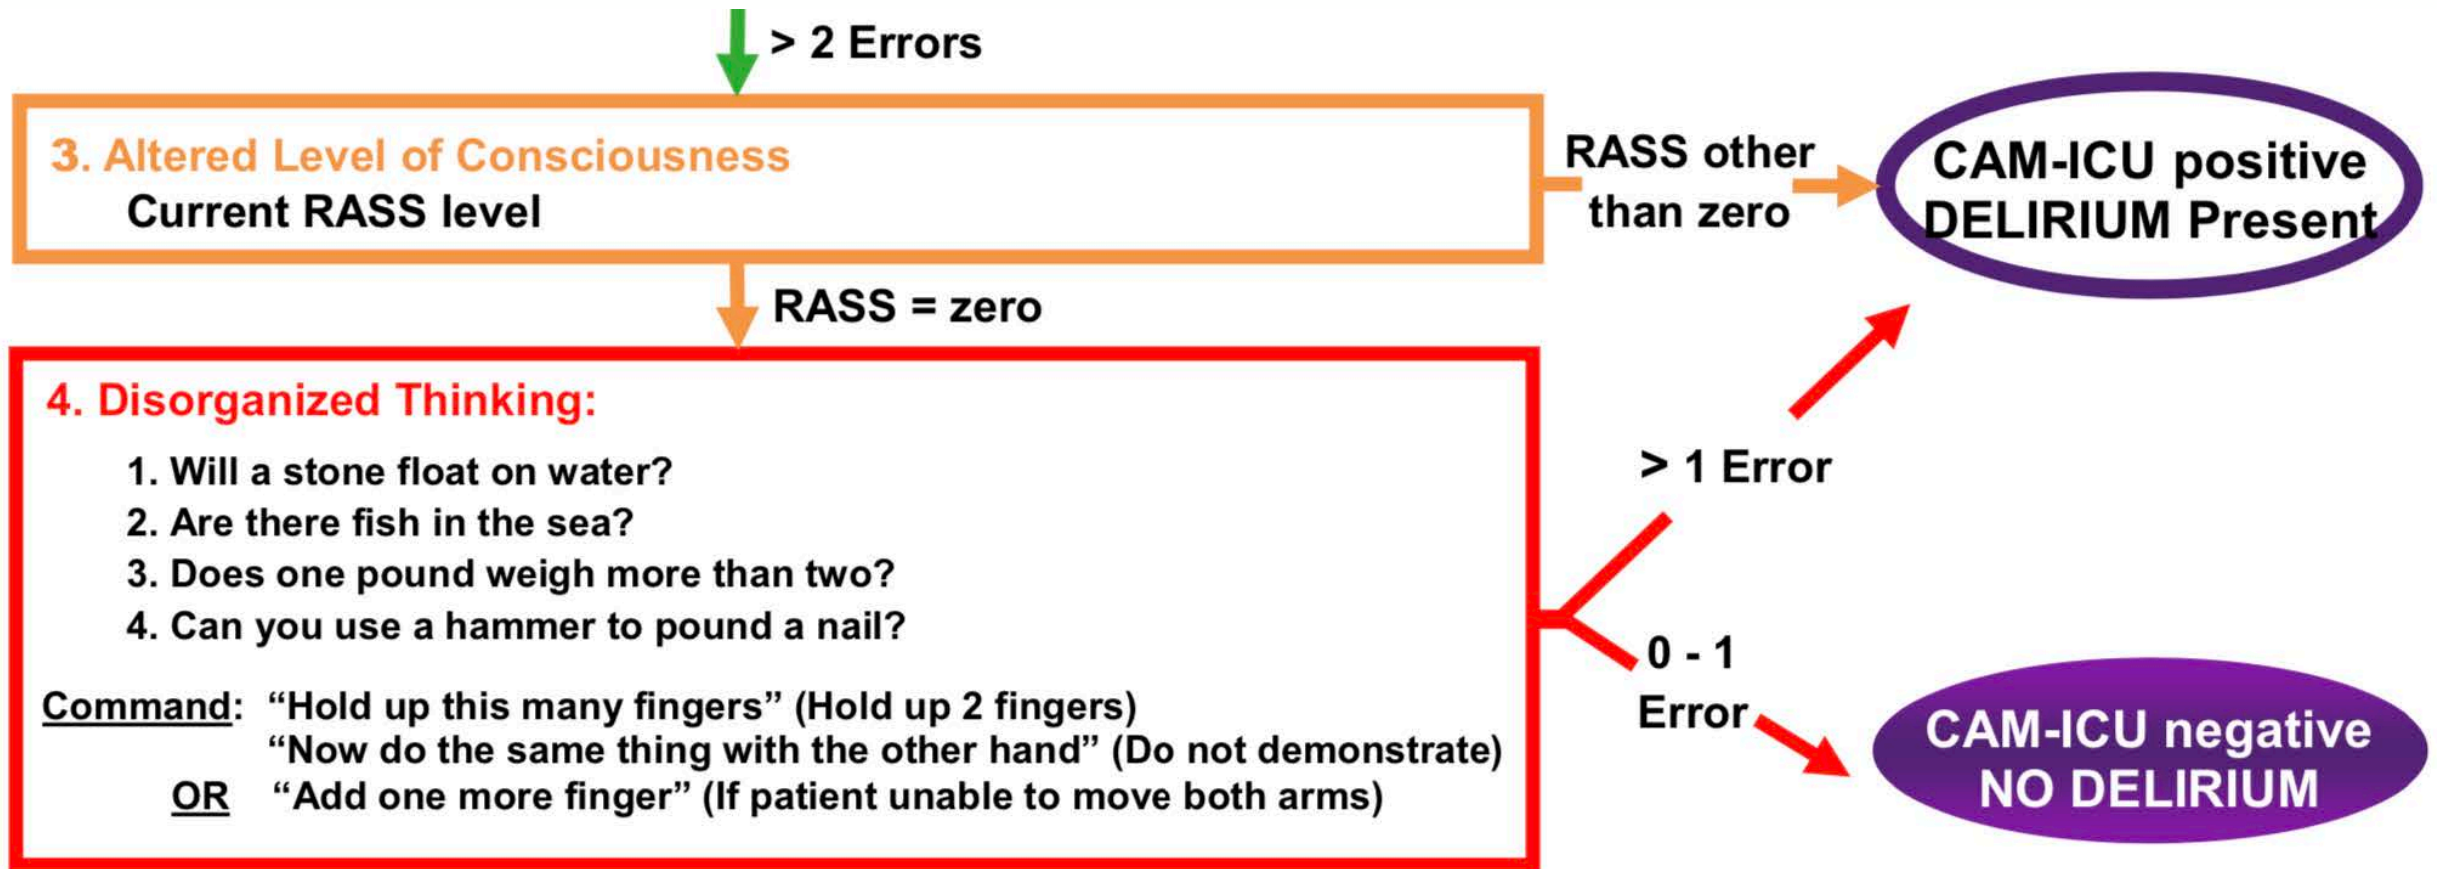 > 2 Errors
3. Altered Level of Consciousness
Current RASS level
RASS other
than zero
CAM-ICU positive
DELIRIUM Present
RASS = zero
4. Disorganized Thinking:
1. Will a stone float on water?
2. Are there fish in the sea?
3. Does one pound weigh more than two?
4. Can you use a hammer to pound a nail?
Command: “Hold up this many fingers” (Hold up 2 fingers)
“Now do the same thing with the other hand” (Do not demonstrate)
OR “Add one more finger” (If patient unable to move both arms)
> 1 Error
0 - 1
Error
CAM-ICU negative
NO DELIRIUM